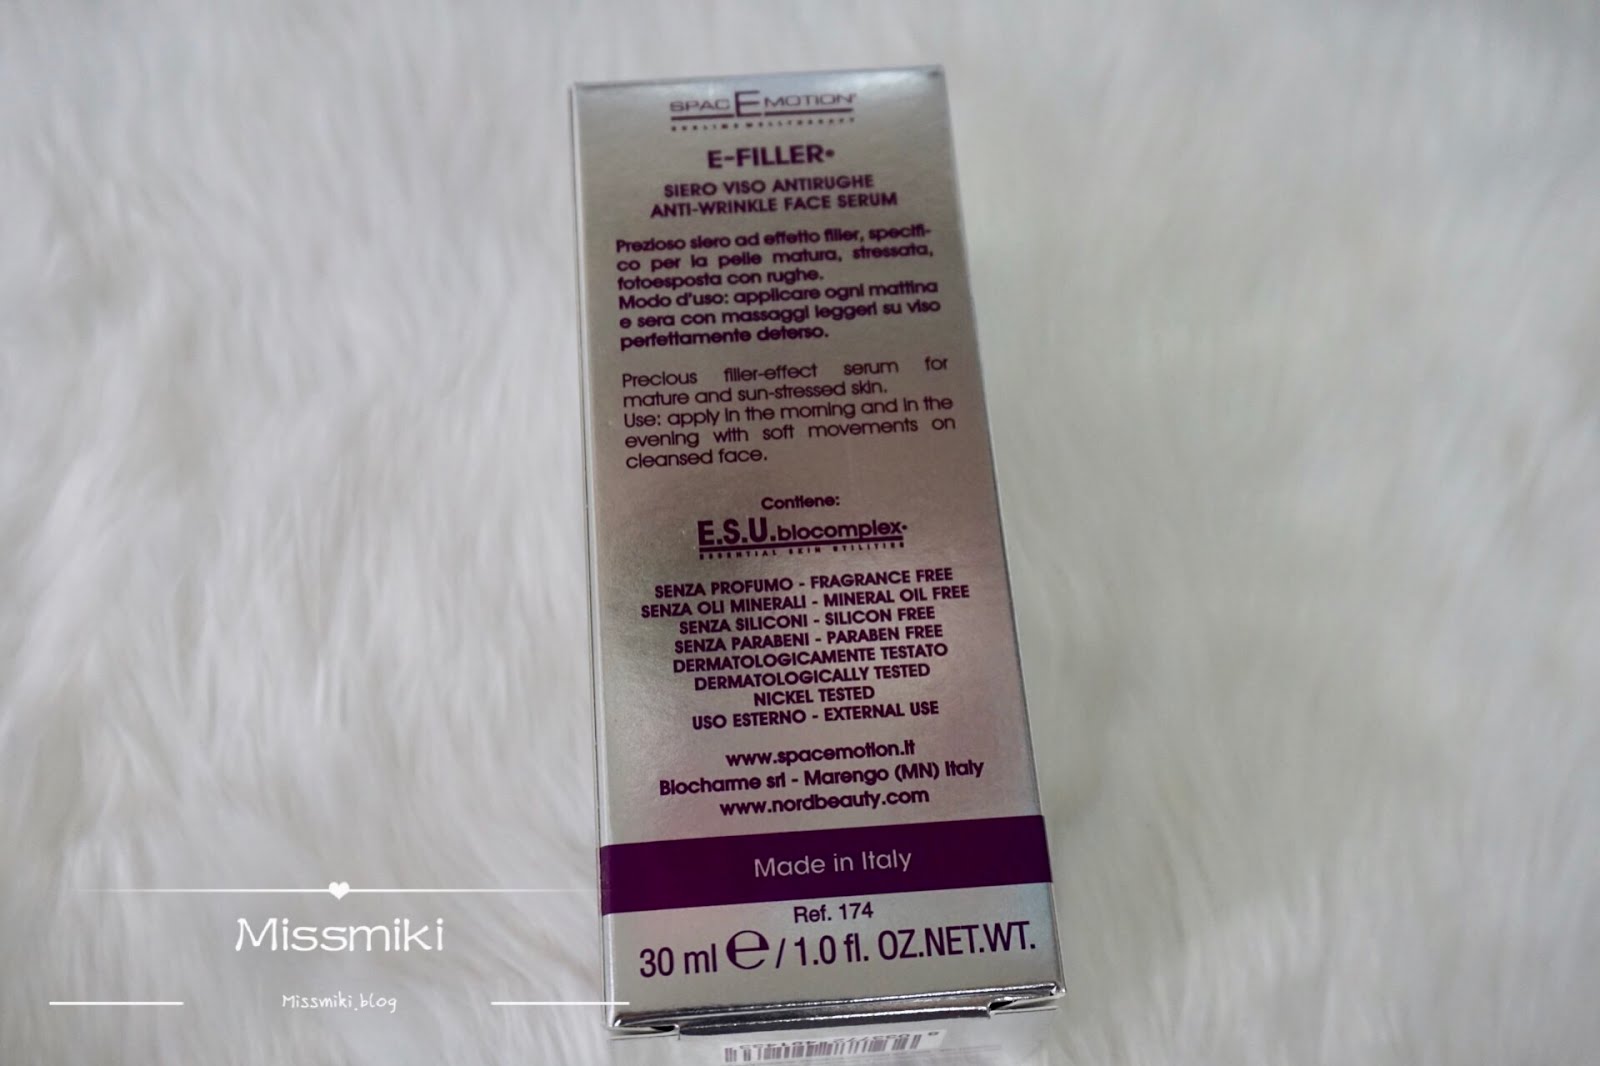 SPACEMOTION®
SUBLIME WELLTHERAPY
E-FILLER•
SIERO VISO ANTIRUGHE
ANTI-WRINKLE FACE SERUM
Prezioso siero ad effetto filler, specifi-
co per la pelle matura, stressata,
fotoesposta con rughe.
Modo d'uso: applicare ogni mattina
e sera con massaggi leggeri su viso
perfettamente deterso.
Precious filler-effect serum for
mature and sun-stressed skin.
Use: apply in the morning and in the
evening with soft movements on
cleansed face.
Contiene:
E.S.U.biocomplex•
ESSENTIAL SKIN UTILITIES
SENZA PROFUMO - FRAGRANCE FREE
SENZA OLI MINERALI - MINERAL OIL FREE
SENZA SILICONI - SILICON FREE
SENZA PARABENI - PARABEN FREE
DERMATOLOGICAMENTE TESTATO
DERMATOLOGICALLY TESTED
NICKEL TESTED
USO ESTERNO - EXTERNAL USE
www.spacemotion.it
Biocharme srl - Marengo (MN) Italy
www.nordbeauty.com
Made in Italy
Ref. 174
30 ml e / 1.0 fl. OZ.NET.WT.
Missmiki
Missmiki.blog